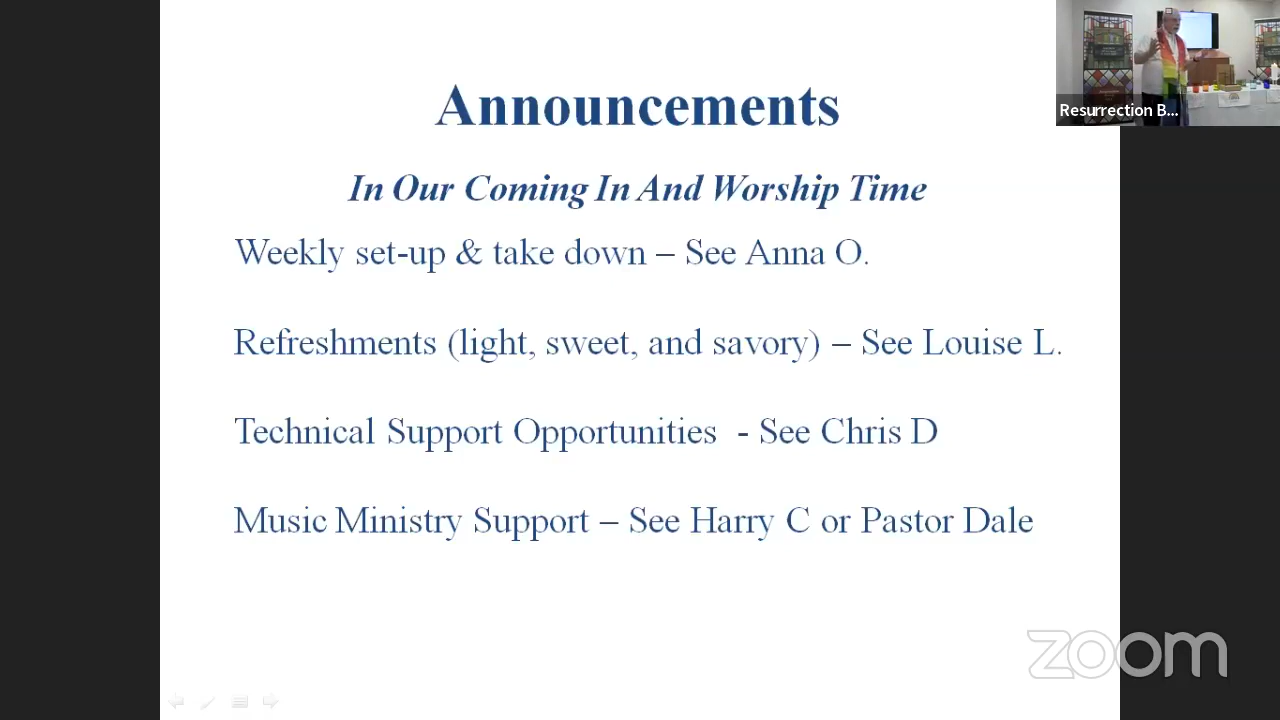 Announcements
In Our Coming In And Worship Time
Weekly set-up & take down – See Anna O.
Refreshments (light, sweet, and savory) – See Louise L.
Technical Support Opportunities  - See Chris D
Music Ministry Support – See Harry C or Pastor Dale
Resurrection B...
zoom